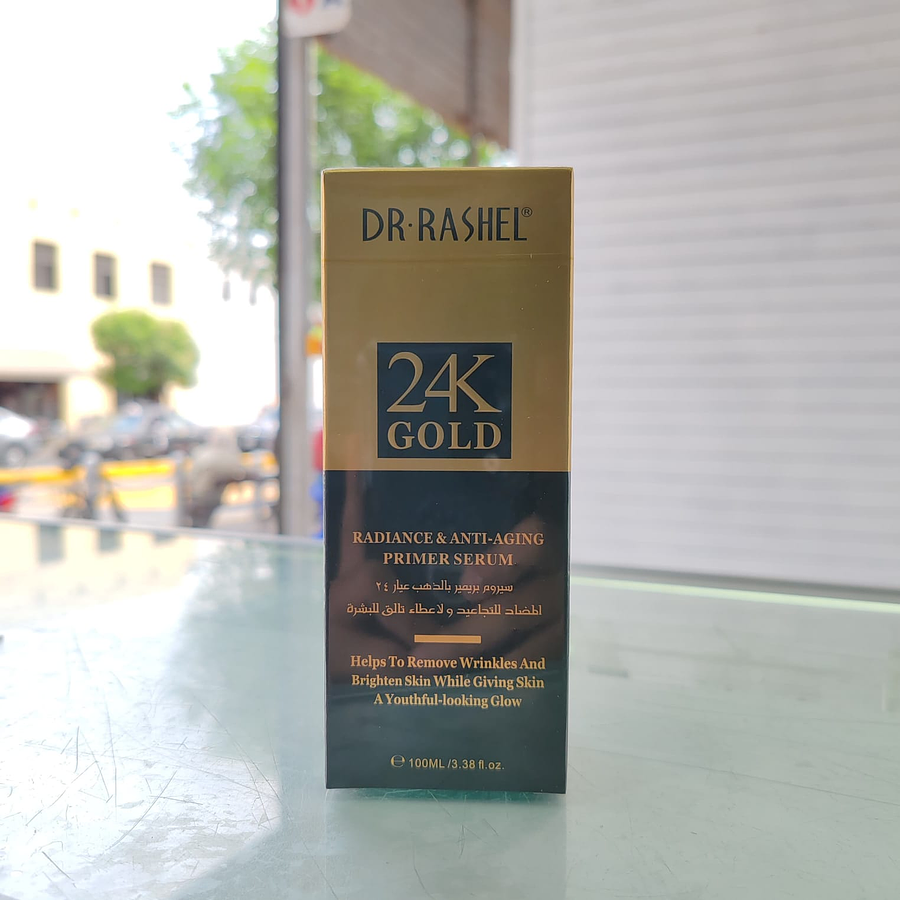 DR·RASHEL®
24K
GOLD
RADIANCE & ANTI-AGING
PRIMER SERUM
سيروم بريمير بالذهب عيار ٢٤
المضاد للتجاعيد و لاعطاء تالق للبشرة
Helps To Remove Wrinkles And
Brighten Skin While Giving Skin
A Youthful-looking Glow
℮ 100ML/3.38 fl.oz.